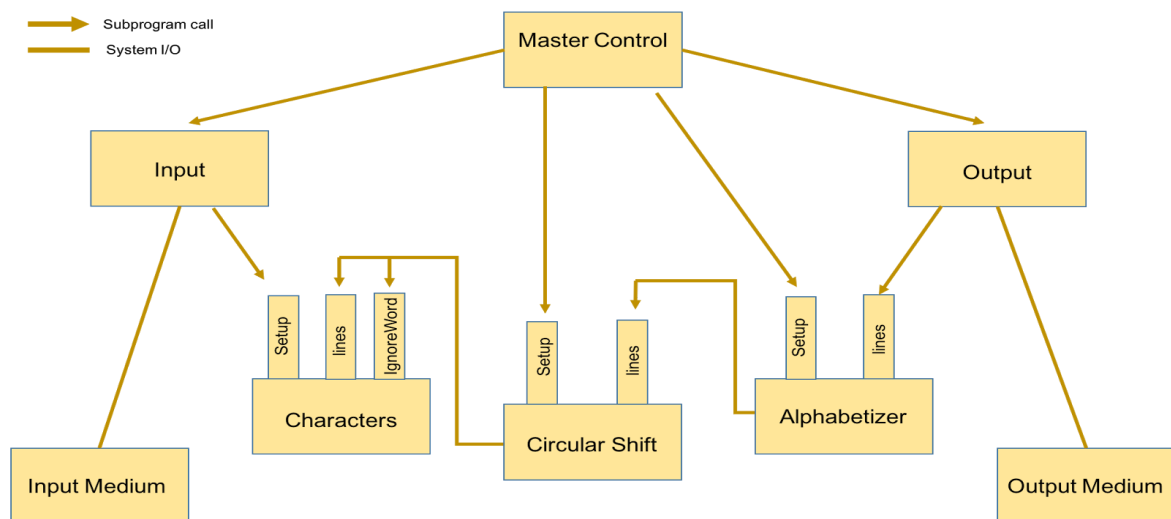 Subprogram call
System I/O
Master Control
Input
Output
Setup
lines
IgnoreWord
Setup
lines
Setup
lines
Characters
Circular Shift
Alphabetizer
Input Medium
Output Medium